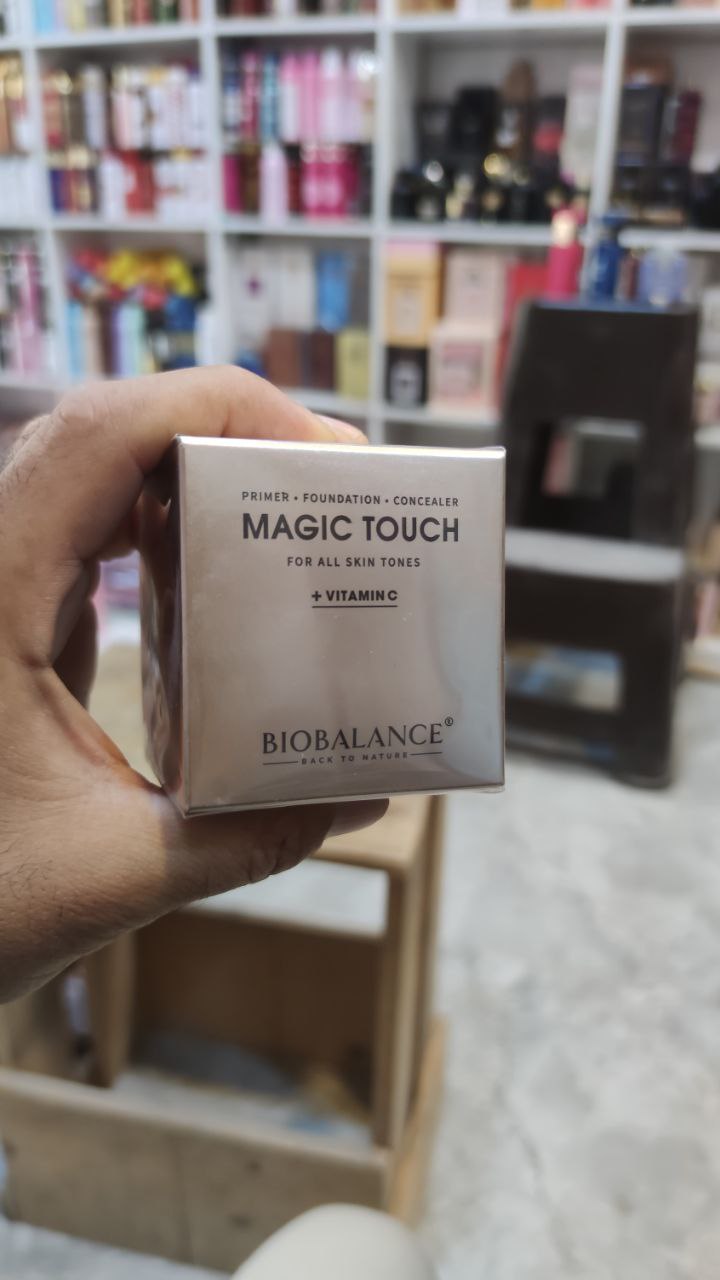 PRIMER • FOUNDATION • CONCEALER
MAGIC TOUCH
FOR ALL SKIN TONES
+ VITAMIN C
BIOBALANCE®
BACK TO NATURE